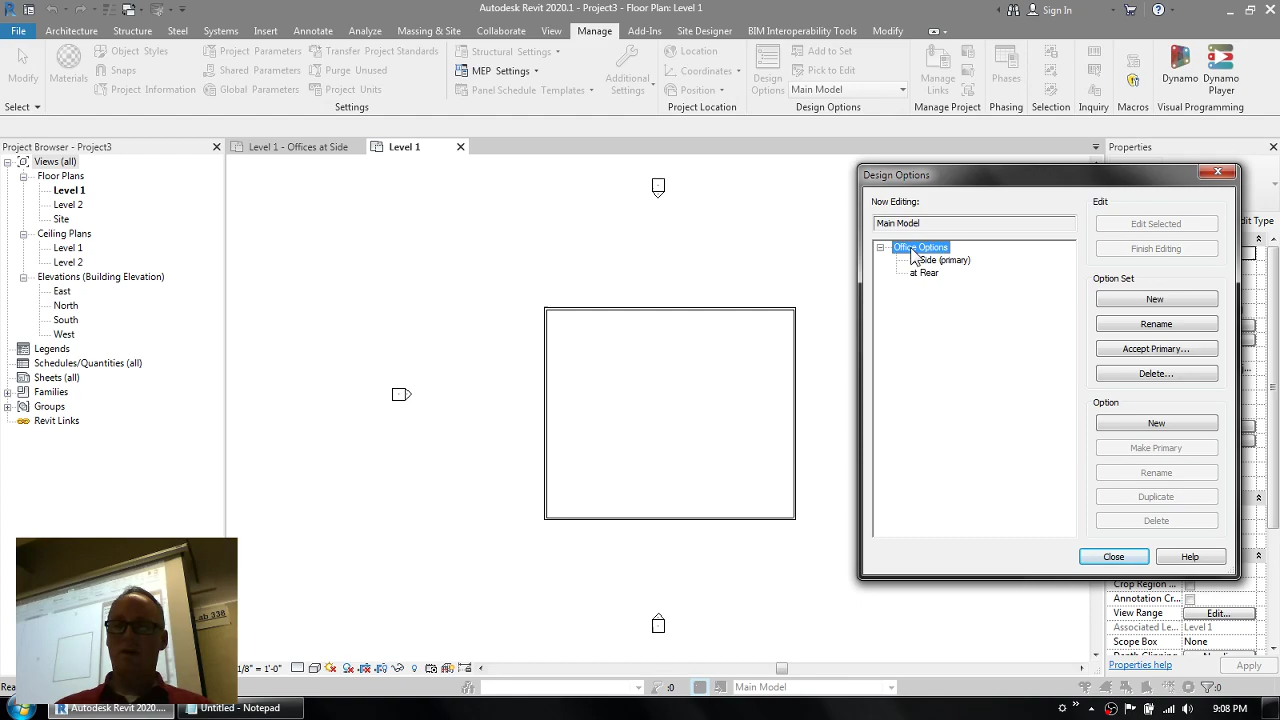 Autodesk Revit 2020.1 - Project3 - Floor Plan: Level 1
Sign In
File Architecture Structure Steel Systems Insert Annotate Analyze Massing & Site Collaborate View Manage Add-Ins Site Designer BIM Interoperability Tools Modify
Modify
Materials
Object Styles
Snaps
Project Information
Project Parameters
Shared Parameters
Global Parameters
Transfer Project Standards
Purge Unused
Project Units
Structural Settings
MEP Settings
Panel Schedule Templates
Additional Settings
Location
Coordinates
Position
Design Options
Add to Set
Pick to Edit
Main Model
Manage Links
Phases
Dynamo
Dynamo Player
Select Settings Project Location Design Options Manage Project Phasing Selection Inquiry Macros Visual Programming
Project Browser - Project3
Level 1 - Offices at Side
Level 1
Properties
Views (all)
Floor Plans
Level 1
Level 2
Site
Ceiling Plans
Level 1
Level 2
Elevations (Building Elevation)
East
North
South
West
Legends
Schedules/Quantities (all)
Sheets (all)
Families
Groups
Revit Links
Design Options
Now Editing:
Main Model
Office Options
Side (primary)
at Rear
Edit
Edit Selected
Finish Editing
Option Set
New
Rename
Accept Primary...
Delete...
Option
New
Make Primary
Rename
Duplicate
Delete
Close
Help
Edit Type
Crop Region
Annotation Cr...
View Range Edit...
Associated Le... Level 1
Scope Box None
Properties help
Apply
Lab 336
1/8" = 1'-0"
:0
Main Model
:0
Autodesk Revit 2020....
Untitled - Notepad
9:08 PM